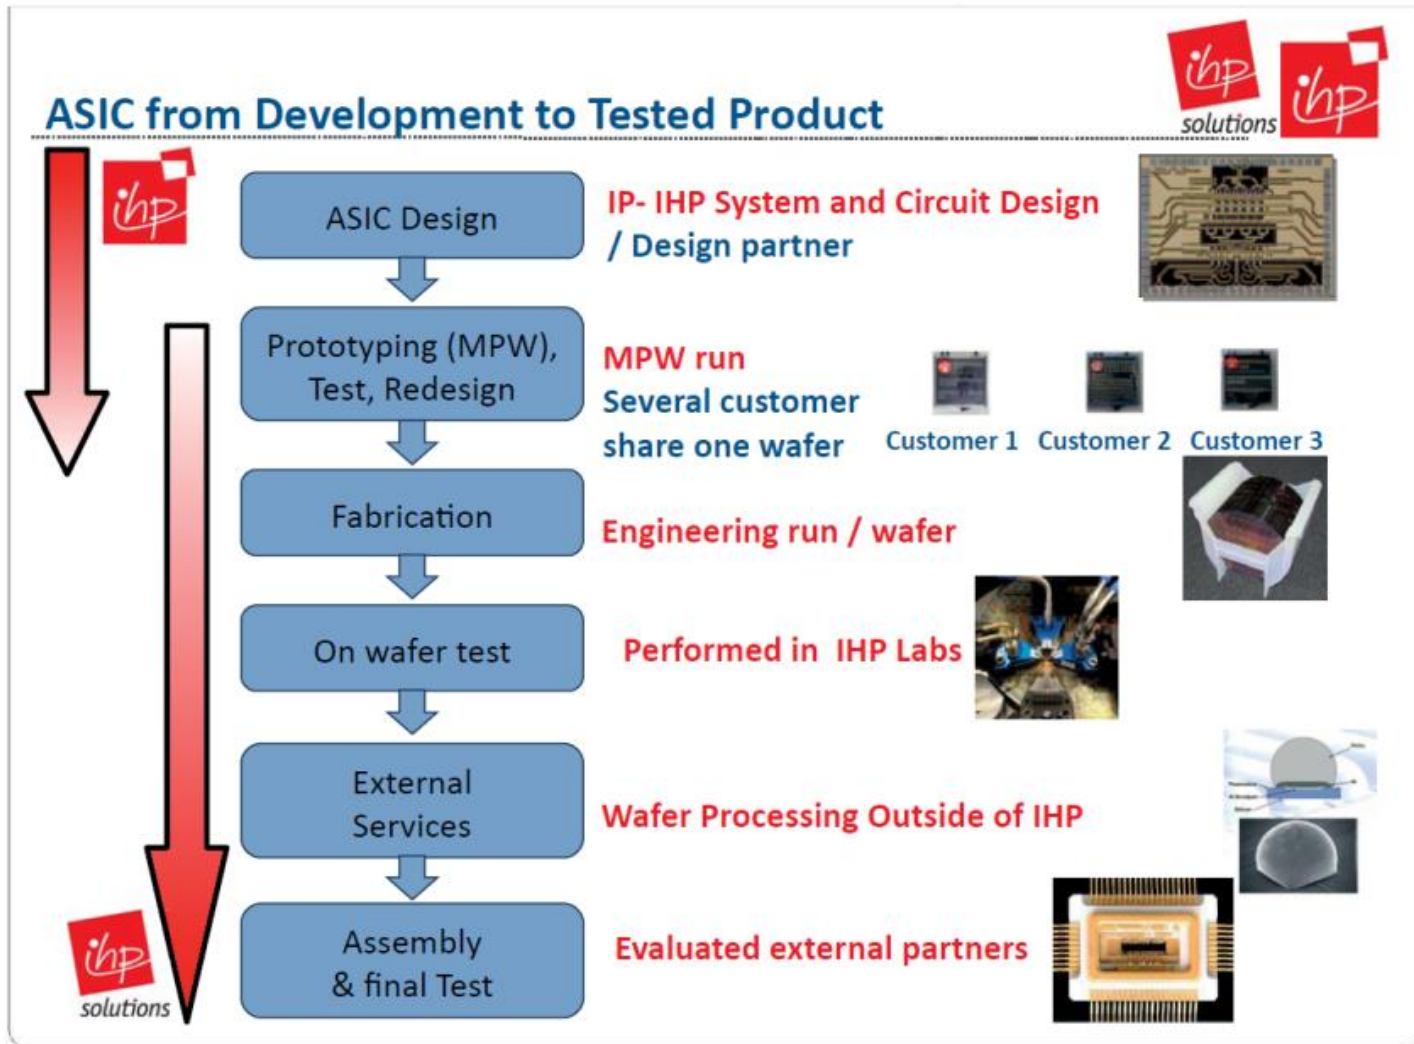 ihp
solutions
ihp
ASIC from Development to Tested Product
ihp
ASIC Design
IP- IHP System and Circuit Design
/ Design partner
Prototyping (MPW),
Test, Redesign
MPW run
Several customer
share one wafer
Customer 1
Customer 2
Customer 3
Fabrication
Engineering run / wafer
On wafer test
Performed in IHP Labs
External
Services
Wafer Processing Outside of IHP
Assembly
& final Test
Evaluated external partners
ihp
solutions